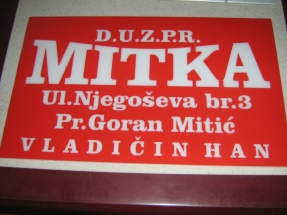 D.U.Z.P.R.
MITKA
Ul.Njegoševa br.3
Pr.Goran Mitić
VLADIČIN HAN